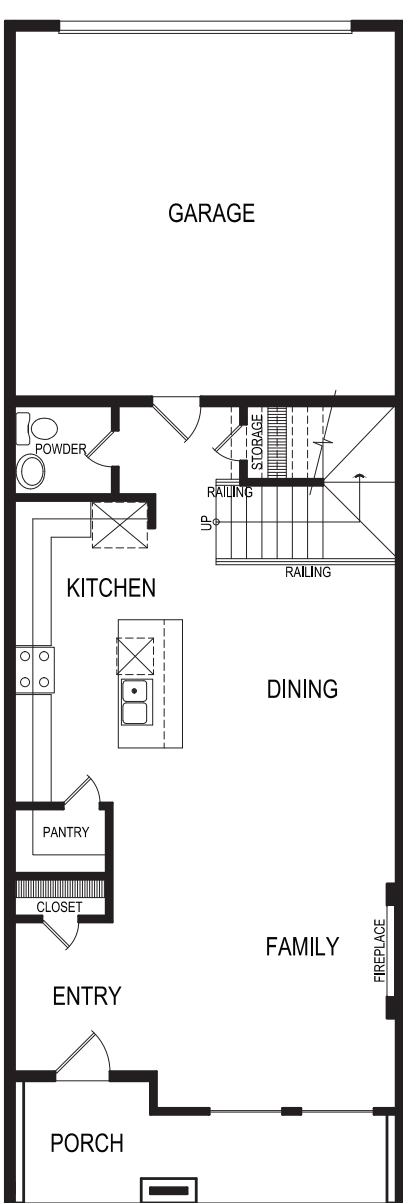 GARAGE
POWDER
STORAGE
RAILING
UP
RAILING
KITCHEN
DINING
PANTRY
CLOSET
FAMILY
FIREPLACE
ENTRY
PORCH